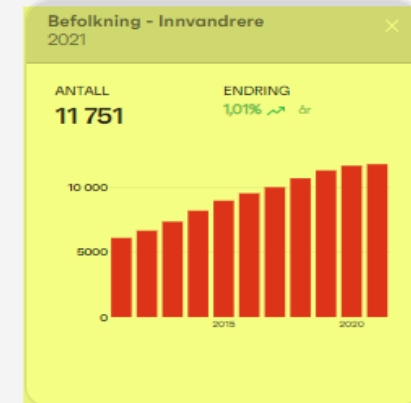 Befolkning - Innvandrere
2021
ANTALL
11 751
ENDRING
1,01% år
10 000
5000
0
2015
2020